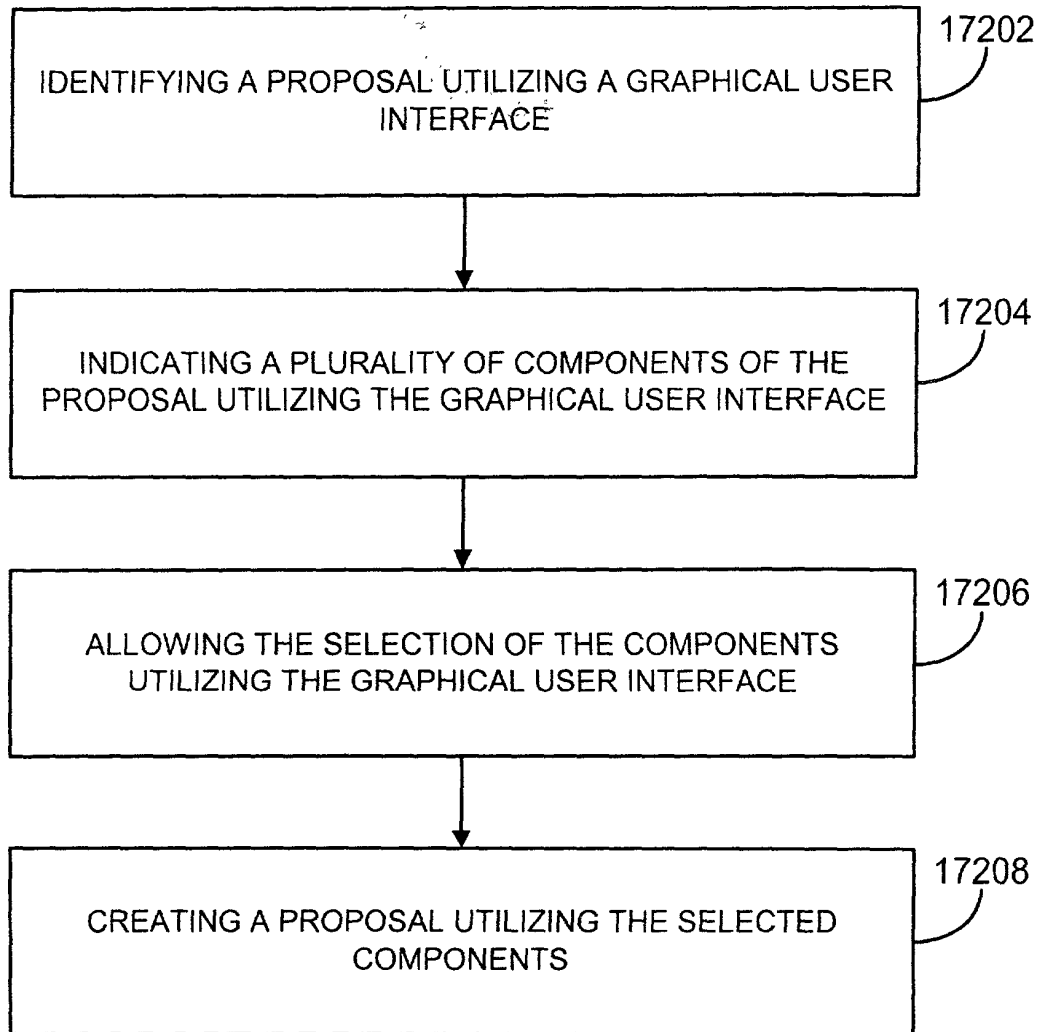 17202
IDENTIFYING A PROPOSAL UTILIZING A GRAPHICAL USER
INTERFACE
17204
INDICATING A PLURALITY OF COMPONENTS OF THE
PROPOSAL UTILIZING THE GRAPHICAL USER INTERFACE
17206
ALLOWING THE SELECTION OF THE COMPONENTS
UTILIZING THE GRAPHICAL USER INTERFACE
17208
CREATING A PROPOSAL UTILIZING THE SELECTED
COMPONENTS